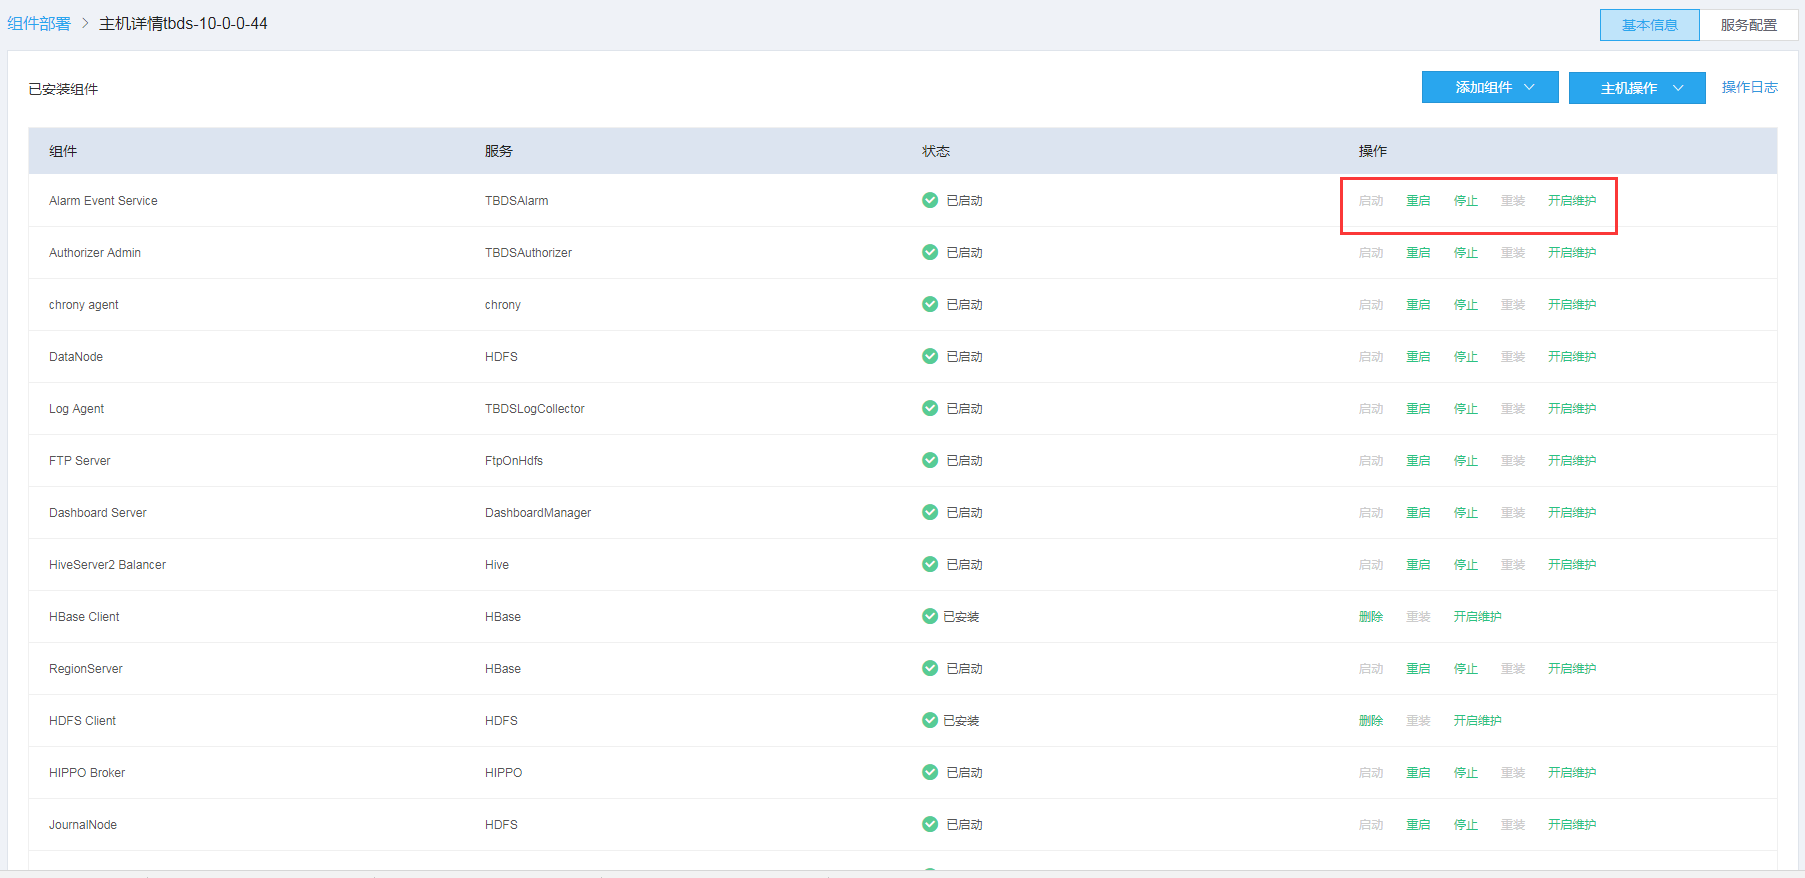 组件部署 > 主机详情tbds-10-0-0-44
基本信息 服务配置
已安装组件 添加组件 主机操作 操作日志
组件 服务 状态 操作
Alarm Event Service TBDSAlarm 已启动 启动 重启 停止 重装 开启维护
Authorizer Admin TBDSAuthorizer 已启动 启动 重启 停止 重装 开启维护
chrony agent chrony 已启动 启动 重启 停止 重装 开启维护
DataNode HDFS 已启动 启动 重启 停止 重装 开启维护
Log Agent TBDSLogCollector 已启动 启动 重启 停止 重装 开启维护
FTP Server FtpOnHdfs 已启动 启动 重启 停止 重装 开启维护
Dashboard Server DashboardManager 已启动 启动 重启 停止 重装 开启维护
HiveServer2 Balancer Hive 已启动 启动 重启 停止 重装 开启维护
HBase Client HBase 已安装 删除 重装 开启维护
RegionServer HBase 已启动 启动 重启 停止 重装 开启维护
HDFS Client HDFS 已安装 删除 重装 开启维护
HIPPO Broker HIPPO 已启动 启动 重启 停止 重装 开启维护
JournalNode HDFS 已启动 启动 重启 停止 重装 开启维护